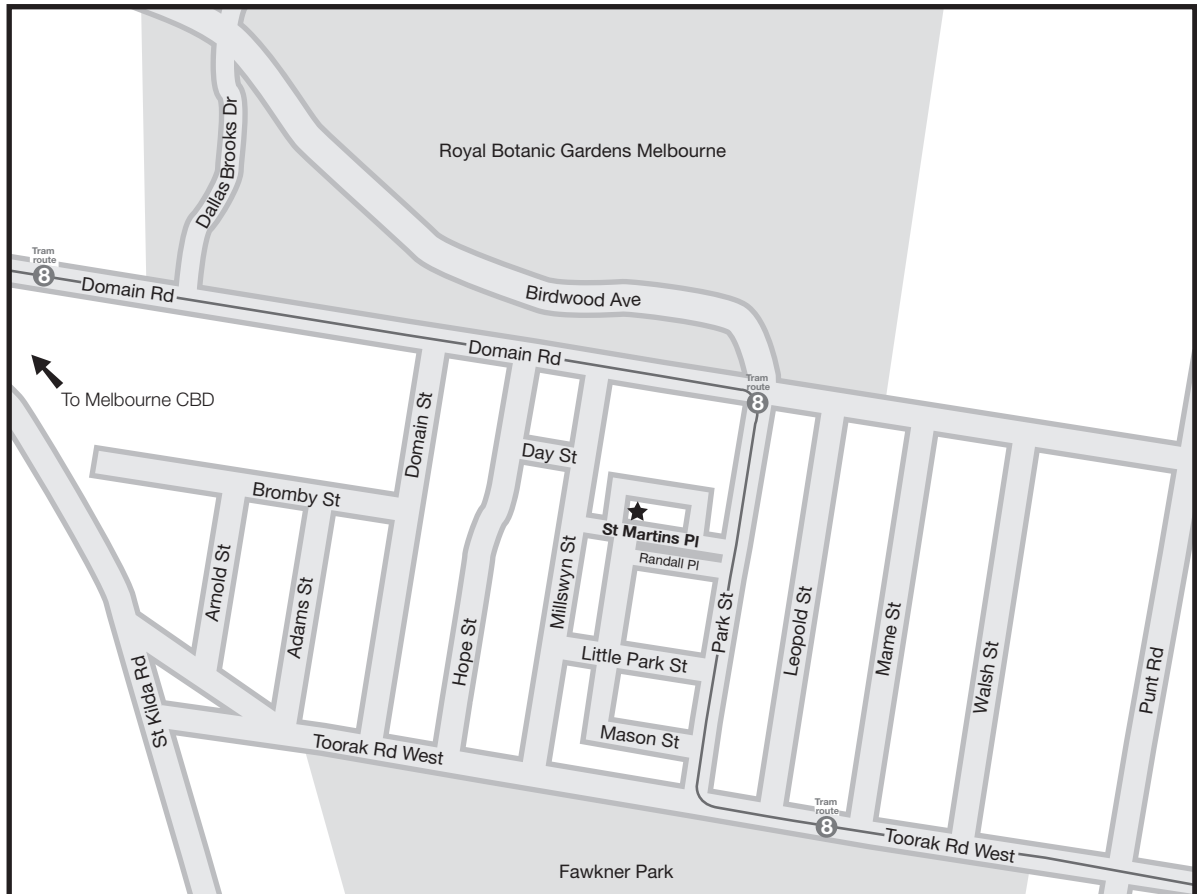 Dallas Brooks Dr
Royal Botanic Gardens Melbourne
Tram
route
8
Domain Rd
Birdwood Ave
Domain Rd
Tram
route
8
To Melbourne CBD
Domain St
Day St
Bromby St
St Martins Pl
Randall Pl
Arnold St
Adams St
Hope St
Millswyn St
Park St
Leopold St
Mame St
Walsh St
Punt Rd
Little Park St
St Kilda Rd
Mason St
Toorak Rd West
Tram
route
8
Toorak Rd West
Fawkner Park